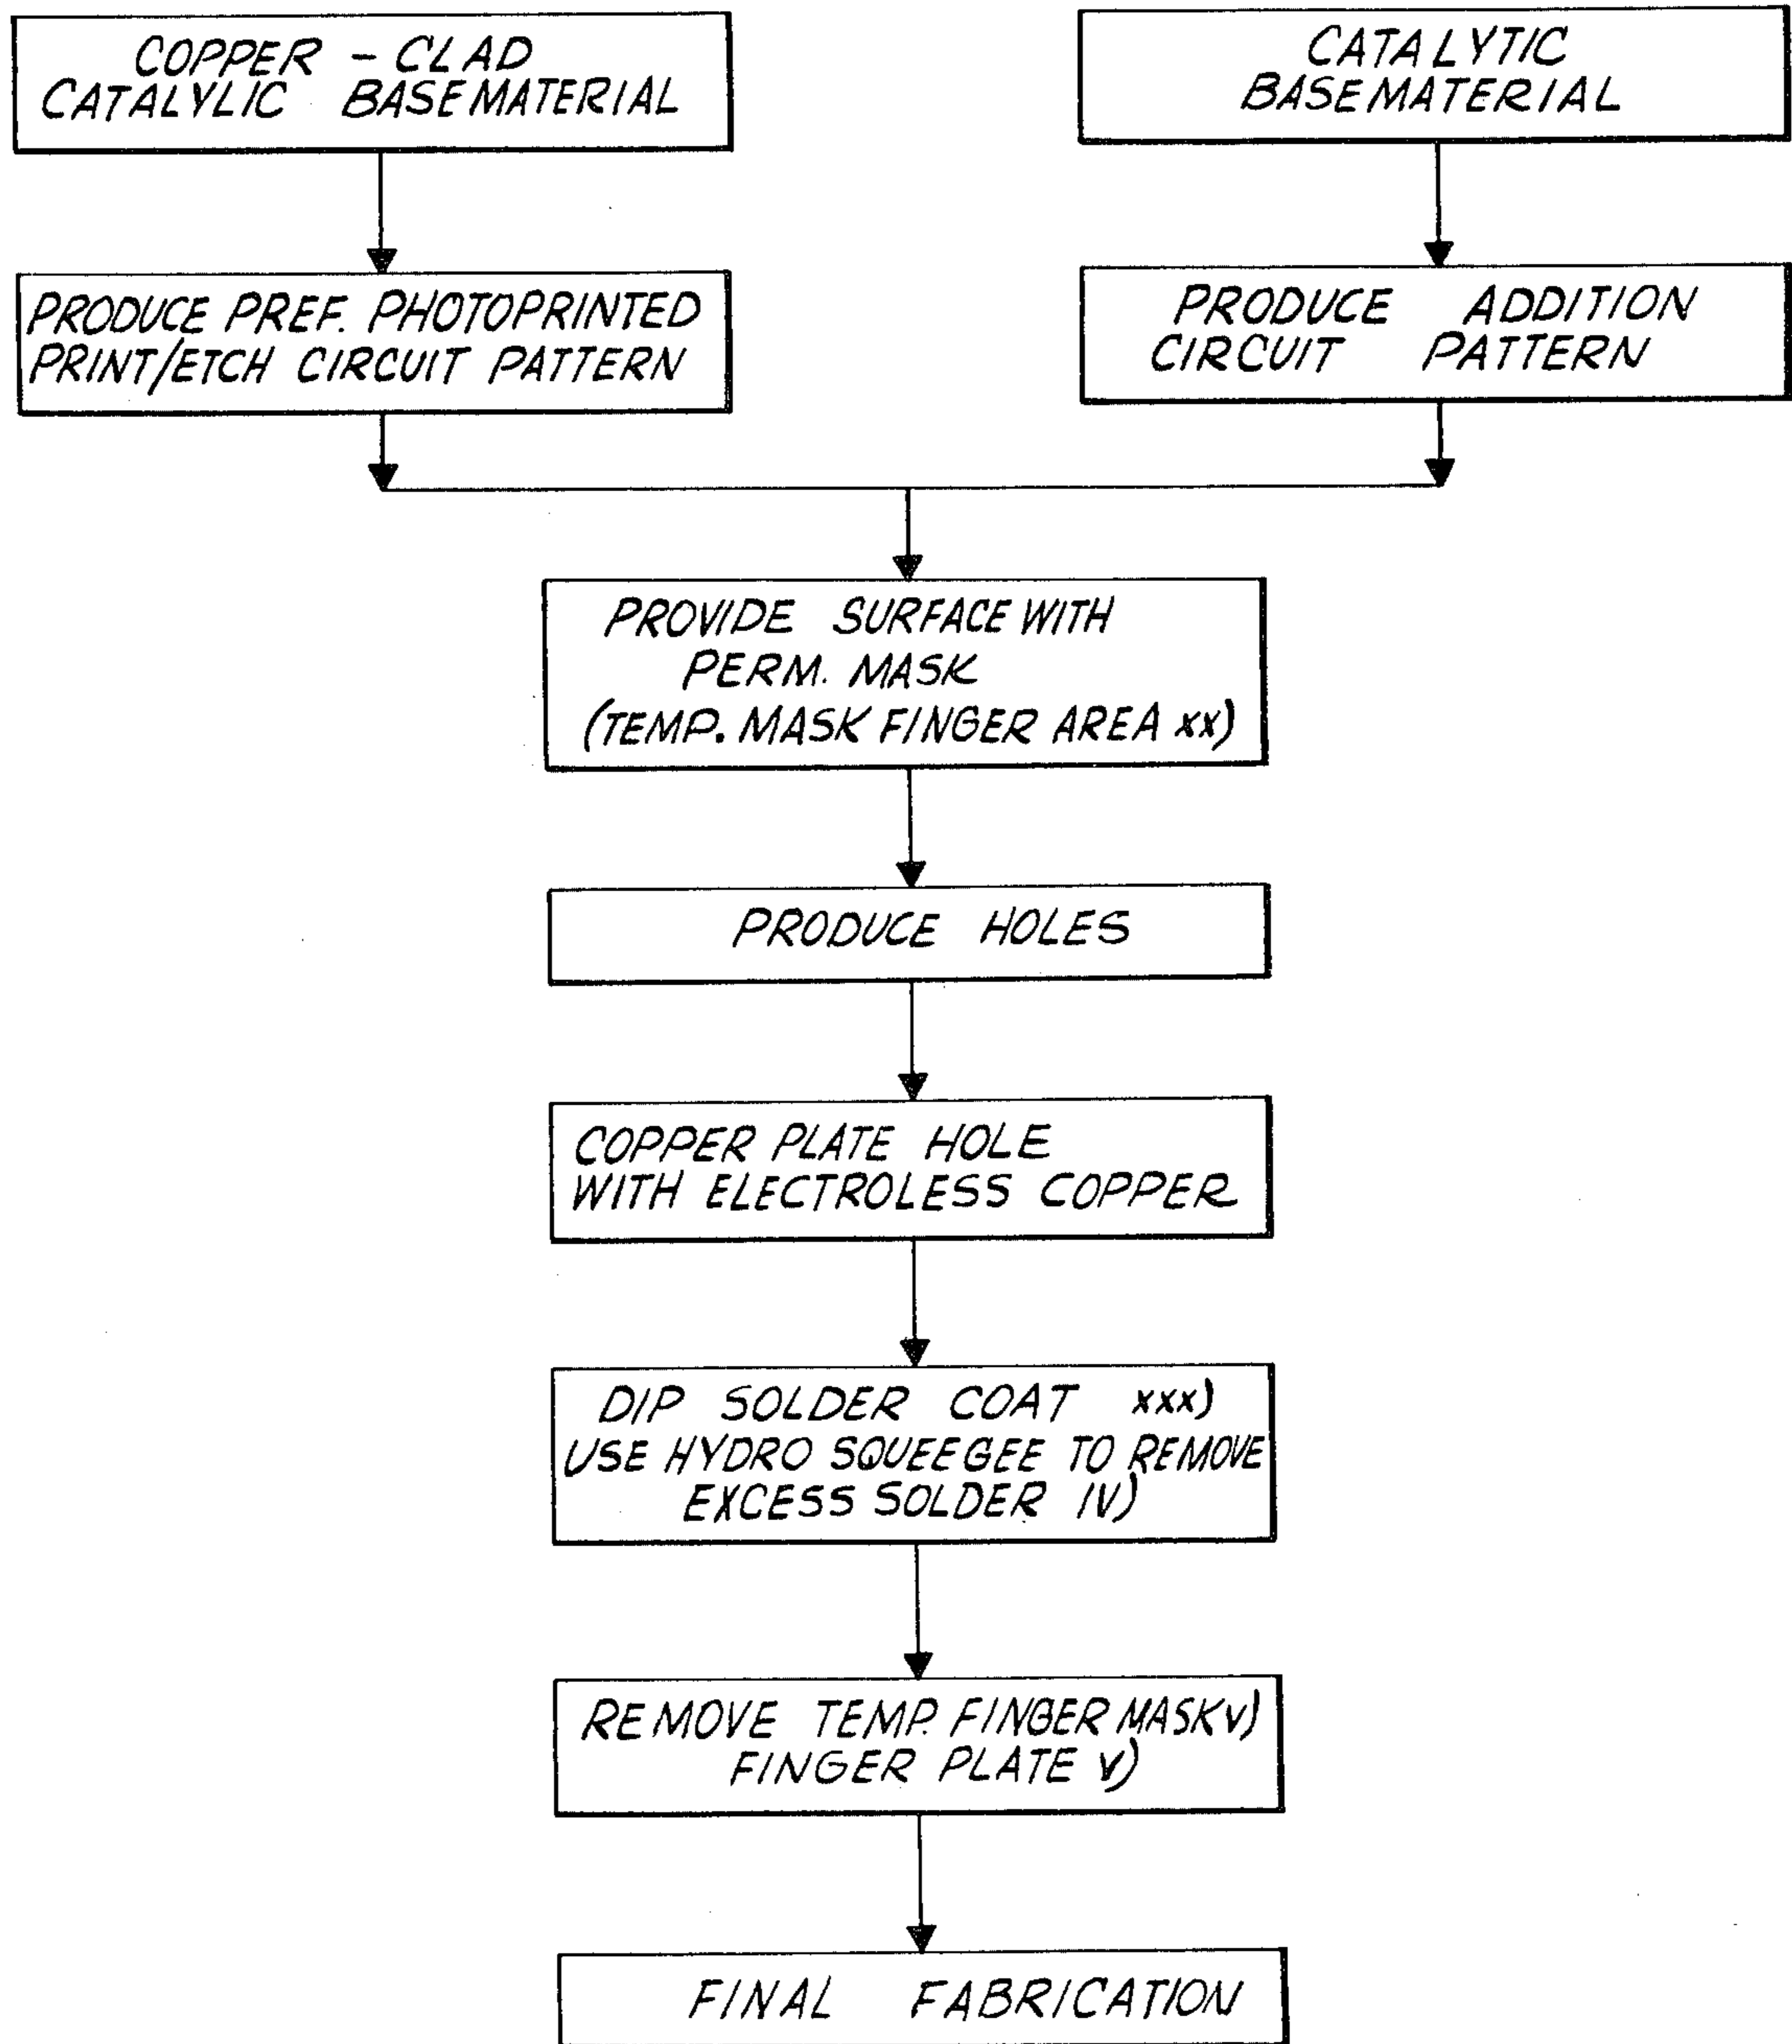 COPPER - CLAD
CATALYLIC BASEMATERIAL
CATALYTIC
BASEMATERIAL
PRODUCE PREF. PHOTOPRINTED
PRINT/ETCH CIRCUIT PATTERN
PRODUCE ADDITION
CIRCUIT PATTERN
PROVIDE SURFACE WITH
PERM. MASK
(TEMP. MASK FINGER AREA xx)
PRODUCE HOLES
COPPER PLATE HOLE
WITH ELECTROLESS COPPER
DIP SOLDER COAT xxx)
USE HYDRO SQUEEGEE TO REMOVE
EXCESS SOLDER IV)
REMOVE TEMP. FINGER MASK V)
FINGER PLATE V)
FINAL FABRICATION